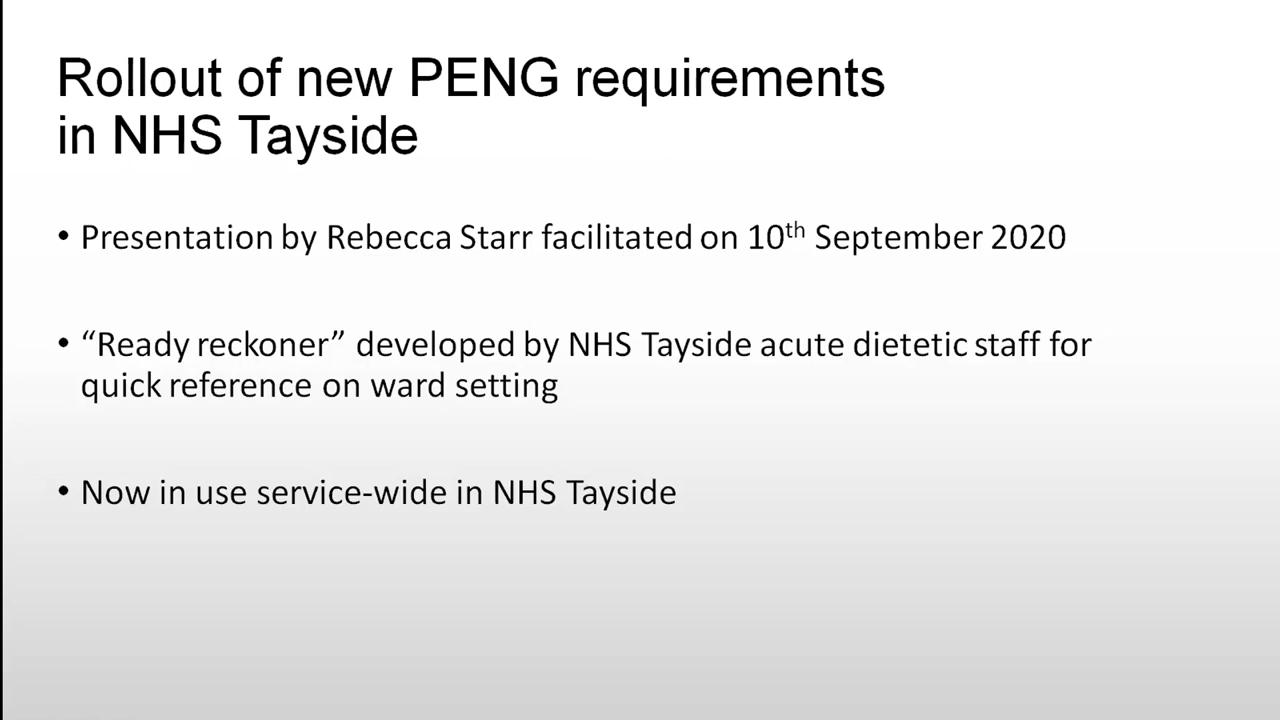 Rollout of new PENG requirements
in NHS Tayside
• Presentation by Rebecca Starr facilitated on 10th September 2020
• “Ready reckoner” developed by NHS Tayside acute dietetic staff for
quick reference on ward setting
• Now in use service-wide in NHS Tayside